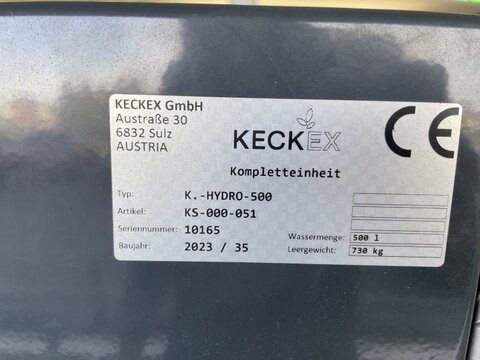 KECKEX GmbH
Austraße 30
6832 Sulz
AUSTRIA
KECKEX
CE
Kompletteinheit
Typ: K.-HYDRO-500
Artikel: KS-000-051
Seriennummer: 10165
Baujahr: 2023 / 35
Wassermenge: 500 l
Leergewicht: 730 kg